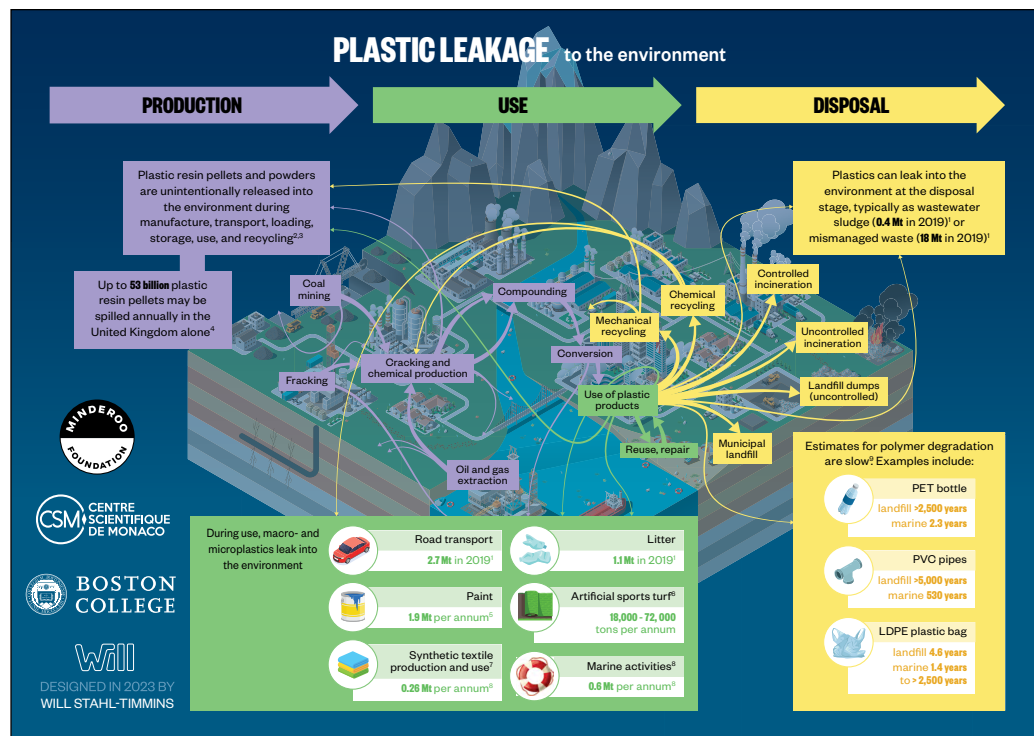 PLASTIC LEAKAGE to the environment
PRODUCTION
USE
DISPOSAL
Plastic resin pellets and powders
are unintentionally released into
the environment during
manufacture, transport, loading,
storage, use, and recycling2,3
Up to 53 billion plastic
resin pellets may be
spilled annually in the
United Kingdom alone4
Plastics can leak into the
environment at the disposal
stage, typically as wastewater
sludge (0.4 Mt in 2019)1 or
mismanaged waste (18 Mt in 2019)1
Coal
mining
Fracking
Cracking and
chemical production
Oil and gas
extraction
Compounding
Conversion
Use of plastic
products
Reuse, repair
Mechanical
recycling
Chemical
recycling
Controlled
incineration
Uncontrolled
incineration
Landfill dumps
(uncontrolled)
Municipal
landfill
MINDEROO
FOUNDATION
CSM
CENTRE
SCIENTIFIQUE
DE MONACO
BOSTON
COLLEGE
Will
DESIGNED IN 2023 BY
WILL STAHL-TIMMINS
During use, macro- and
microplastics leak into
the environment
Road transport
2.7 Mt in 20191
Paint
1.9 Mt per annum5
Synthetic textile
production and use7
0.26 Mt per annum8
Litter
1.1 Mt in 20191
Artificial sports turf6
18,000 - 72, 000
tons per annum
Marine activities8
0.6 Mt per annum8
Estimates for polymer degradation
are slow9. Examples include:
PET bottle
landfill >2,500 years
marine 2.3 years
PVC pipes
landfill >5,000 years
marine 530 years
LDPE plastic bag
landfill 4.6 years
marine 1.4 years
to > 2,500 years